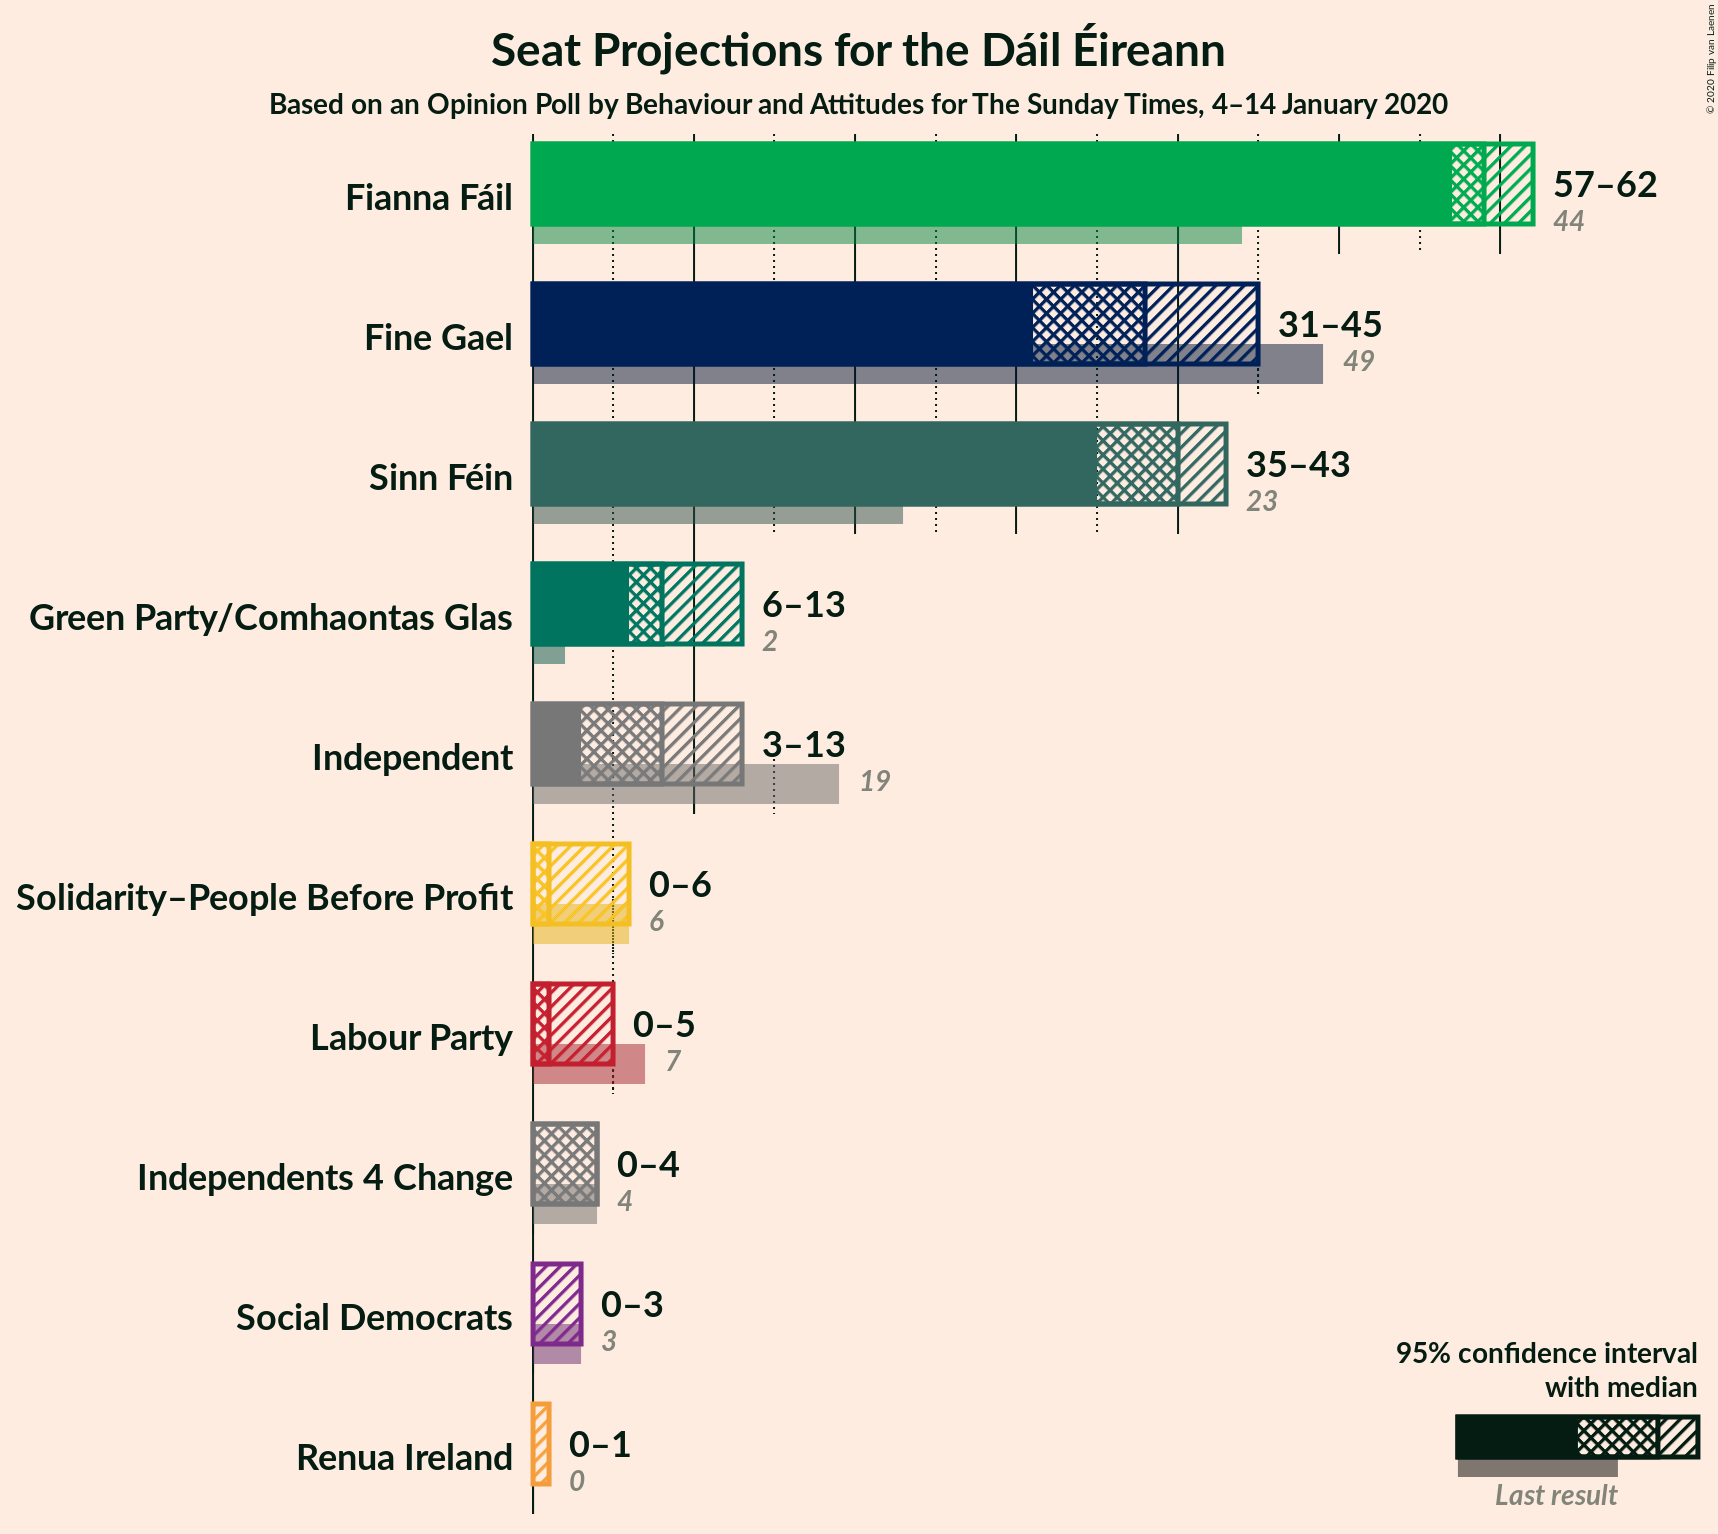 Seat Projections for the Dáil Éireann
Based on an Opinion Poll by Behaviour and Attitudes for The Sunday Times, 4–14 January 2020
© 2020 Filip van Laenen
Fianna Fáil
57–62
44
Fine Gael
31–45
49
Sinn Féin
35–43
23
Green Party/Comhaontas Glas
6–13
2
Independent
3–13
19
Solidarity–People Before Profit
0–6
6
Labour Party
0–5
7
Independents 4 Change
0–4
4
Social Democrats
0–3
3
Renua Ireland
0–1
0
95% confidence interval
with median
Last result